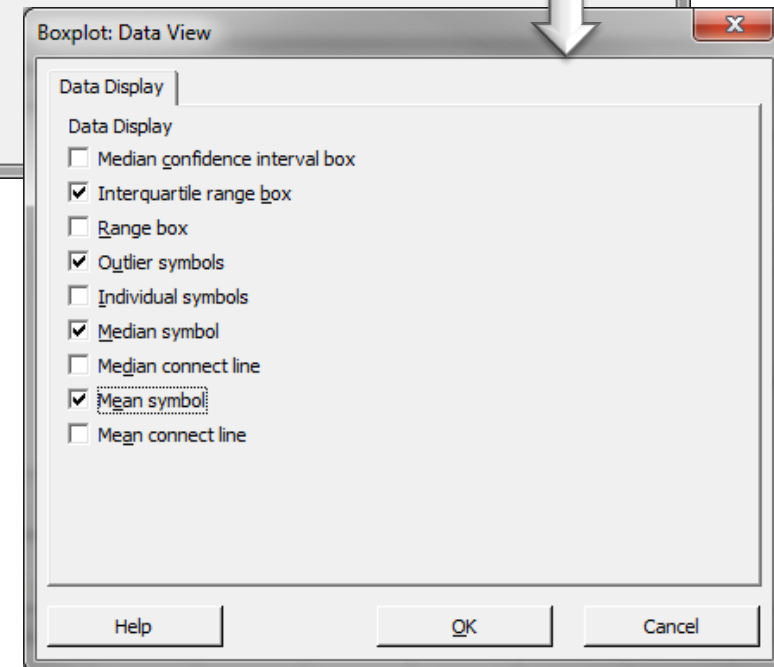 Boxplot: Data View
Data Display
Data Display
Median confidence interval box
Interquartile range box
Range box
Outlier symbols
Individual symbols
Median symbol
Median connect line
Mean symbol
Mean connect line
Help OK Cancel